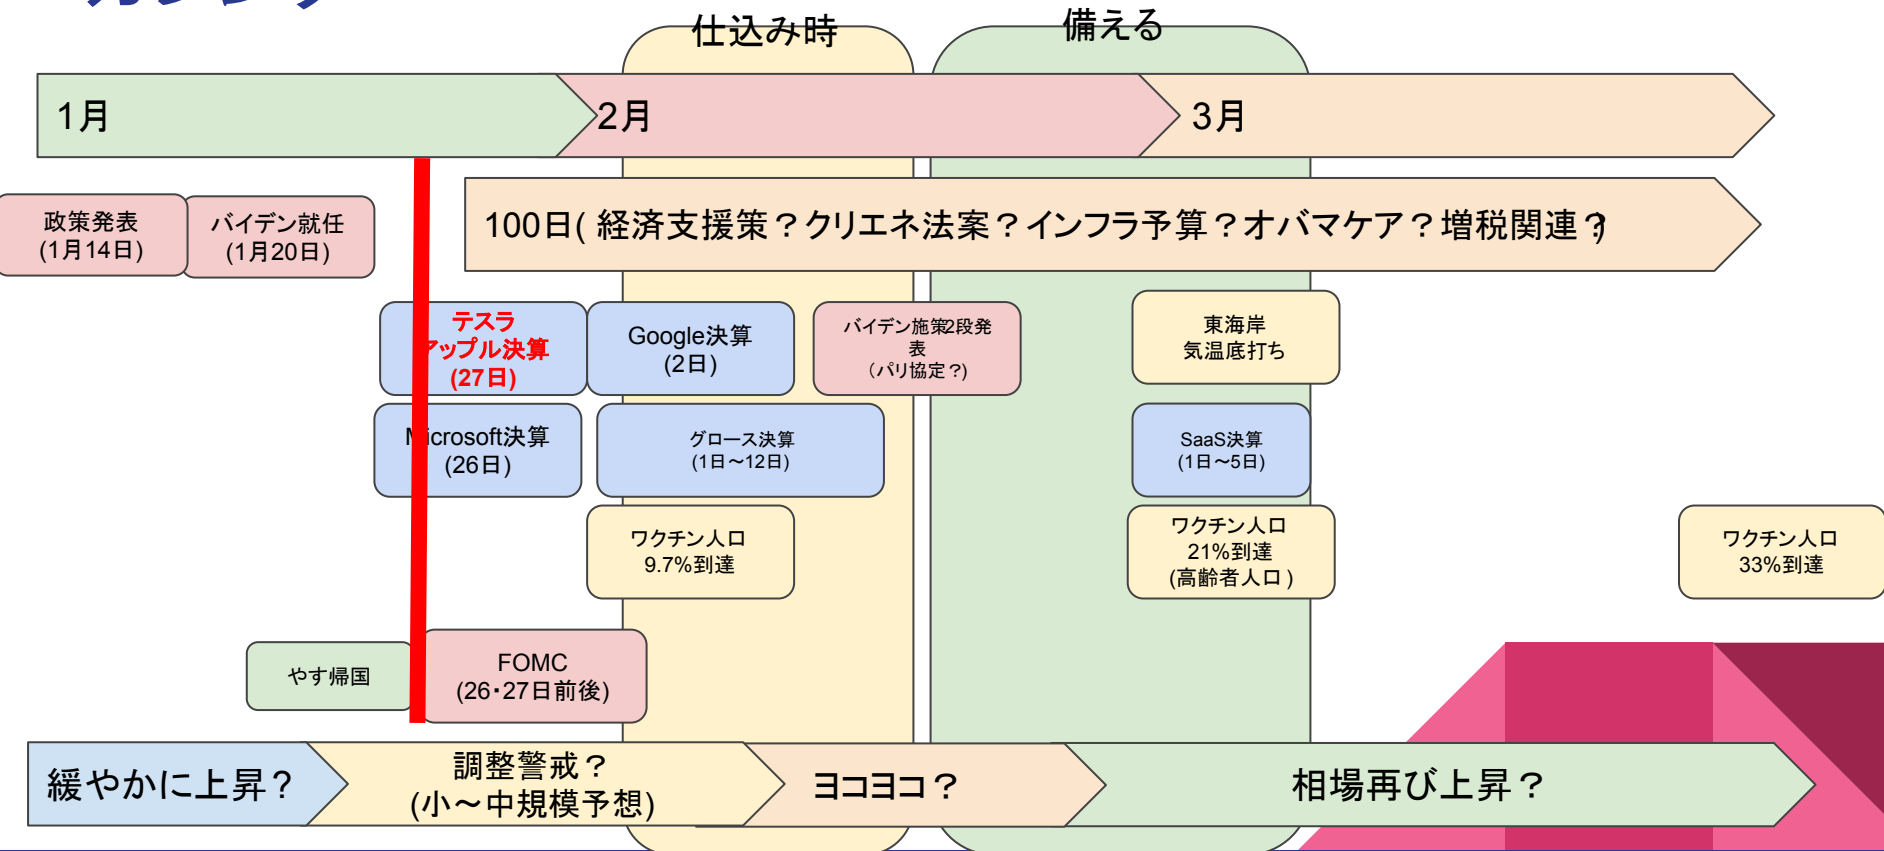 仕込み時
備える
1月
2月
3月
政策発表
(1月14日)
バイデン就任
(1月20日)
100日( 経済支援策？クリエネ法案？インフラ予算？オバマケア？増税関連？)
テスラ
アップル決算
(27日)
Google決算
(2日)
バイデン施策2段発
表
（パリ協定？)
東海岸
気温底打ち
Microsoft決算
(26日)
グロース決算
(1日～12日)
SaaS決算
(1日～5日)
ワクチン人口
9.7%到達
ワクチン人口
21%到達
(高齢者人口)
ワクチン人口
33%到達
やす帰国
FOMC
(26・27日前後)
緩やかに上昇？
調整警戒？
(小～中規模予想)
ヨコヨコ？
相場再び上昇？